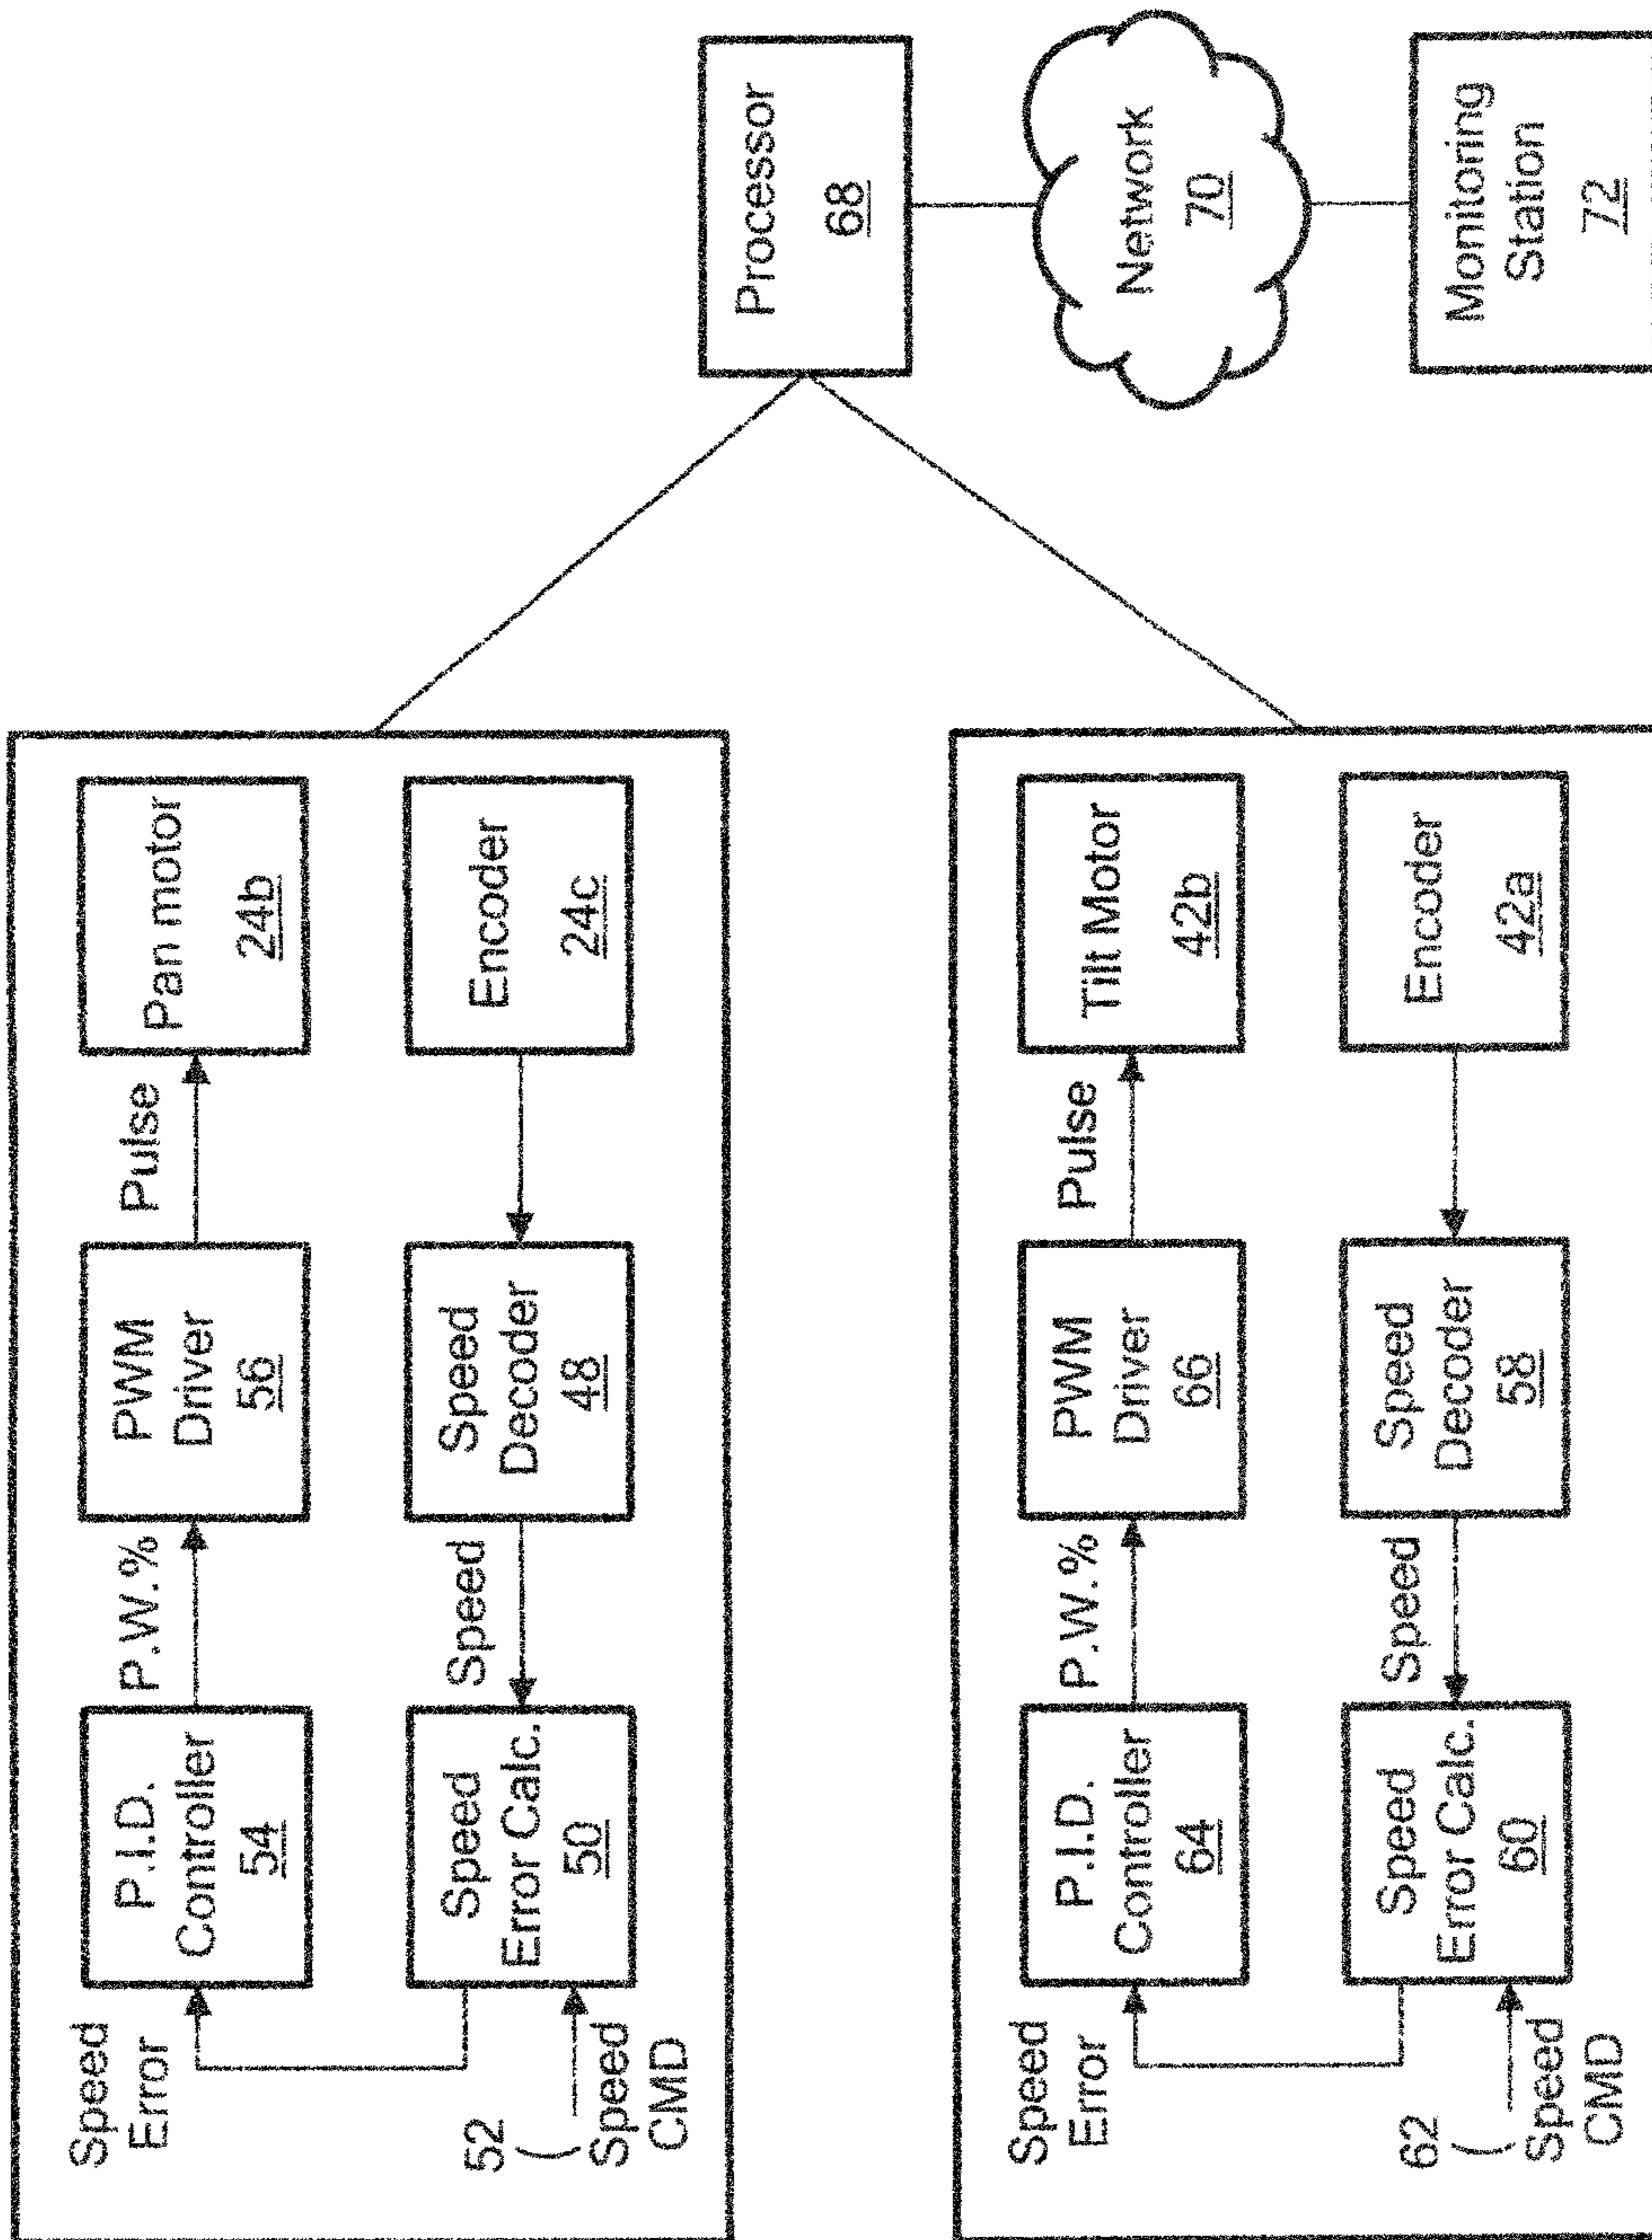 Speed
Error
P.I.D.
Controller
54
P.W.%
PWM
Driver
56
Pulse
Pan motor
24b
52
Speed
CMD
Speed
Error Calc.
50
Speed
Speed
Decoder
48
Encoder
24c
Processor
68
Network
70
Monitoring
Station
72
Speed
Error
P.I.D.
Controller
64
P.W.%
PWM
Driver
66
Pulse
Tilt Motor
42b
62
Speed
CMD
Speed
Error Calc.
60
Speed
Speed
Decoder
58
Encoder
42a